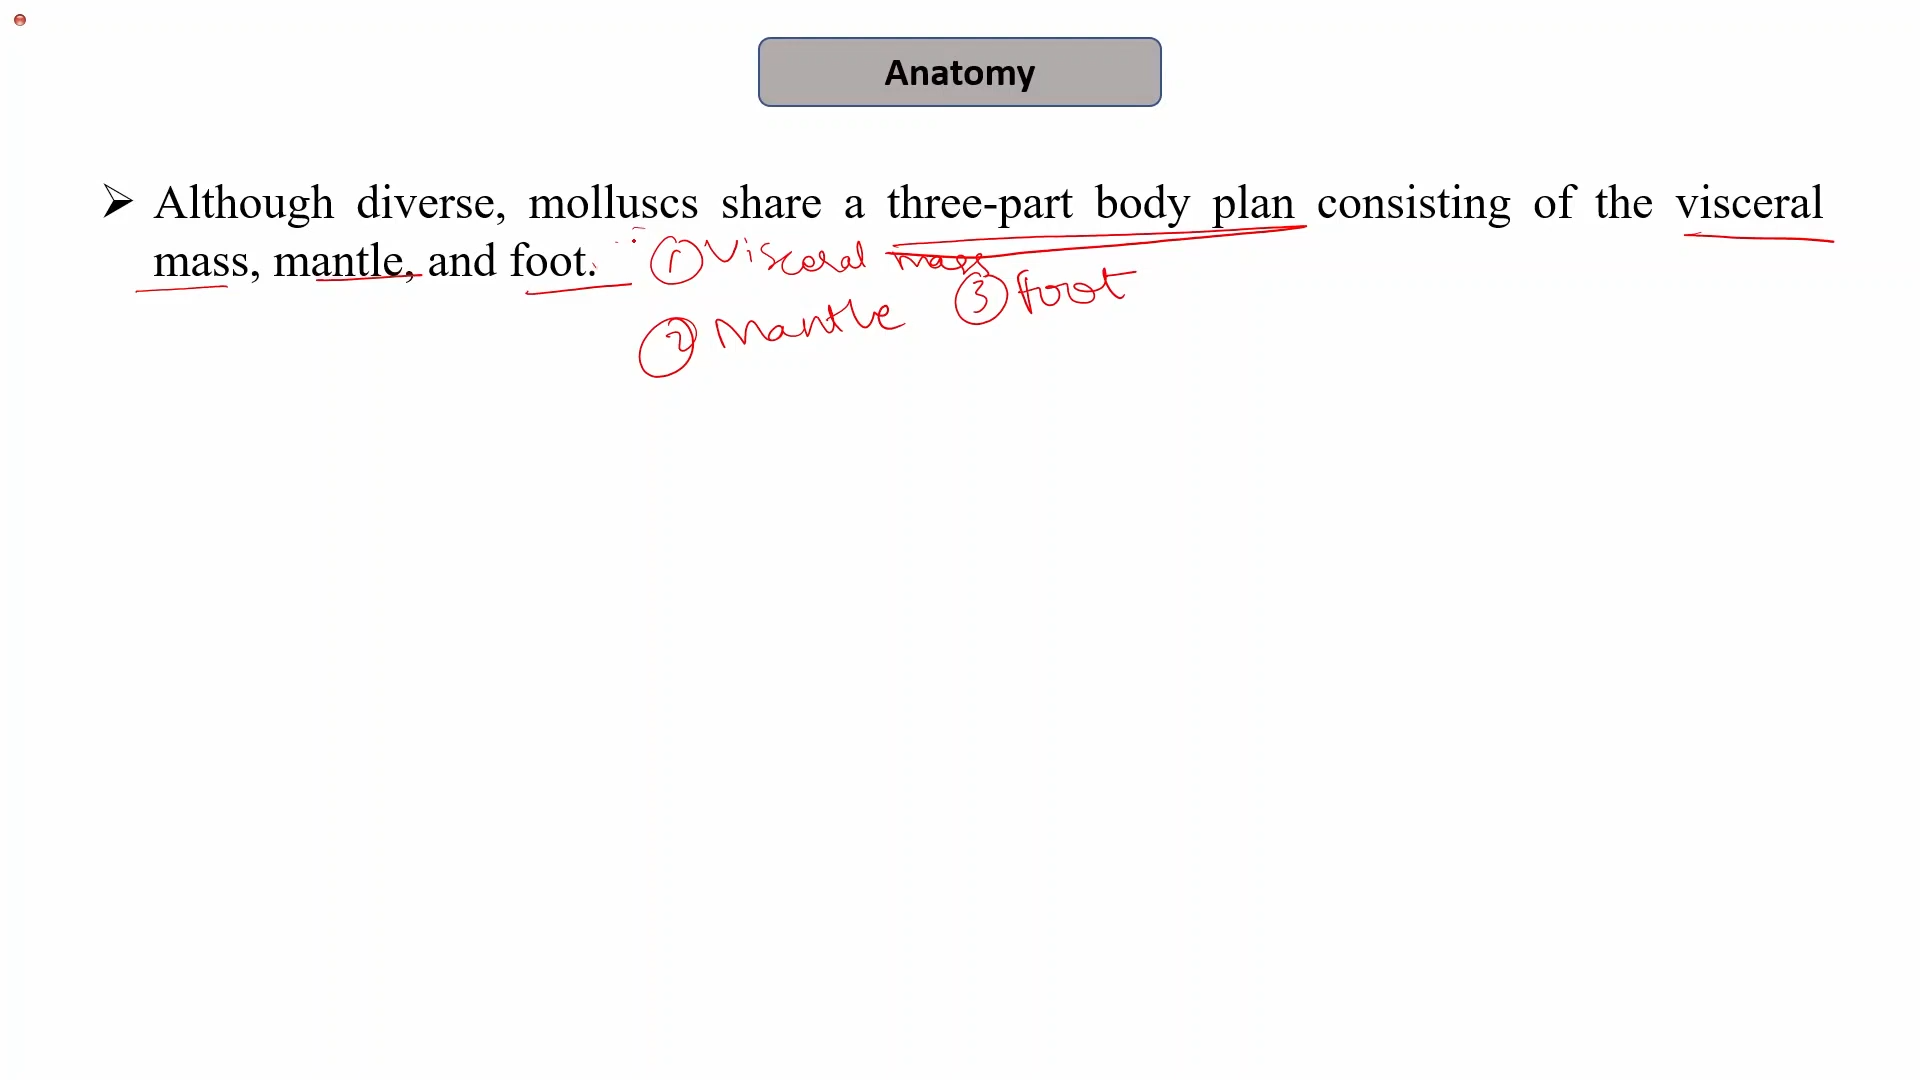 Anatomy
➤ Although diverse, molluscs share a three-part body plan consisting of the visceral
mass, mantle, and foot.
① Visceral mass
② Mantle ③ Foot